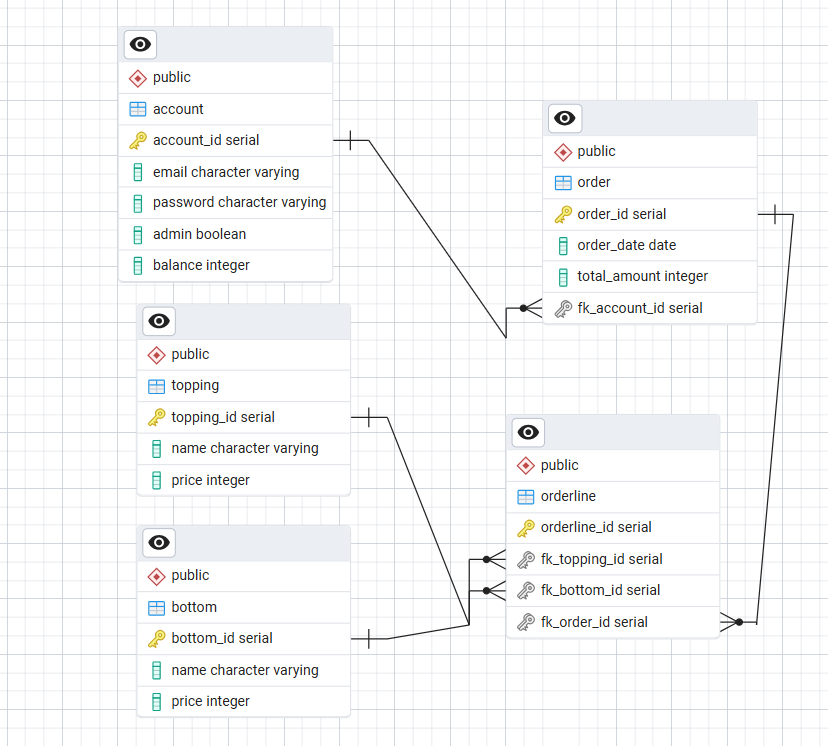 public
account
account_id serial
email character varying
password character varying
admin boolean
balance integer
public
order
order_id serial
order_date date
total_amount integer
fk_account_id serial
public
topping
topping_id serial
name character varying
price integer
public
orderline
orderline_id serial
fk_topping_id serial
fk_bottom_id serial
fk_order_id serial
public
bottom
bottom_id serial
name character varying
price integer